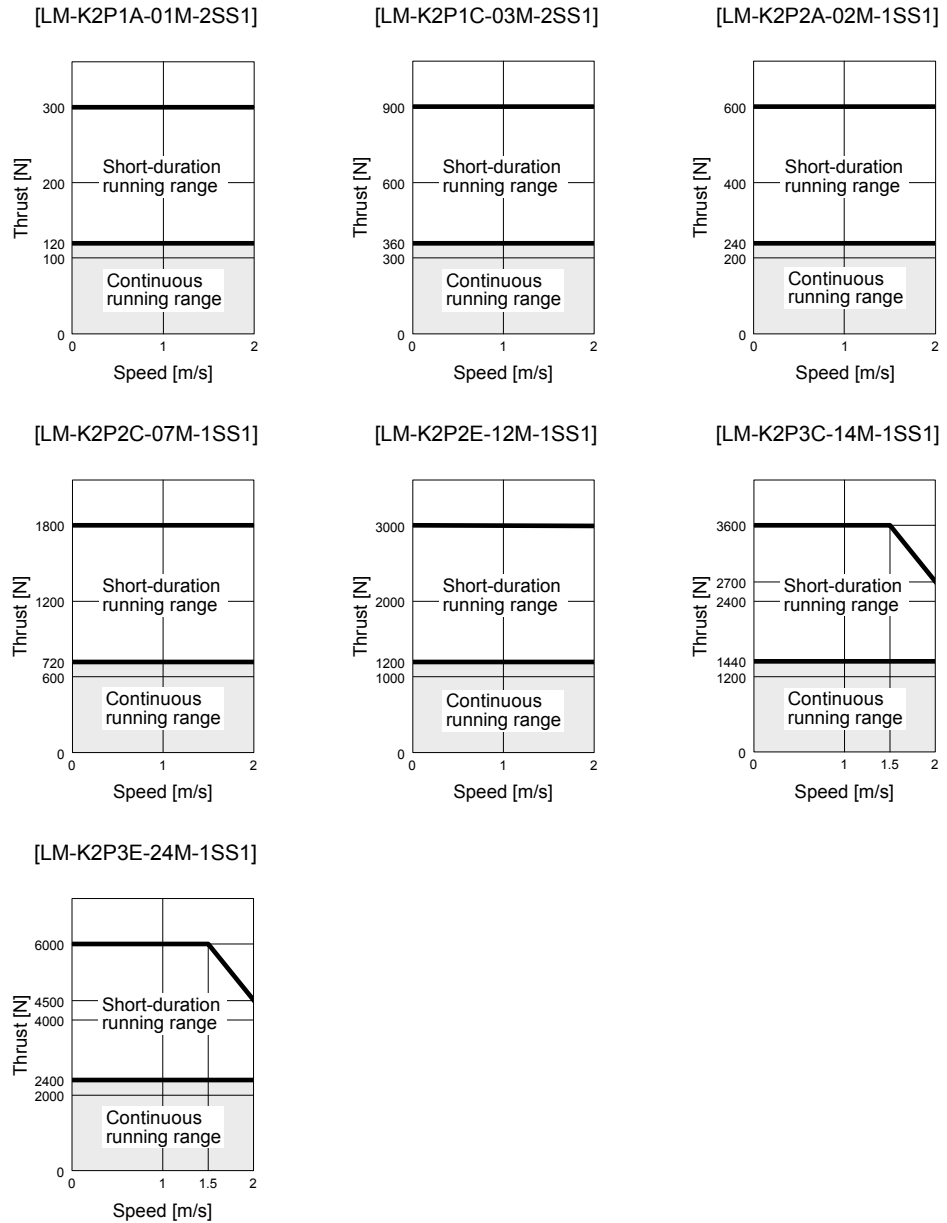 [LM-K2P1A-01M-2SS1]
300
200
120
100
0
Thrust [N]
Short-duration
running range
Continuous
running range
0 1 2
Speed [m/s]
[LM-K2P1C-03M-2SS1]
900
600
360
300
0
Thrust [N]
Short-duration
running range
Continuous
running range
0 1 2
Speed [m/s]
[LM-K2P2A-02M-1SS1]
600
400
240
200
0
Thrust [N]
Short-duration
running range
Continuous
running range
0 1 2
Speed [m/s]
[LM-K2P2C-07M-1SS1]
1800
1200
720
600
0
Thrust [N]
Short-duration
running range
Continuous
running range
0 1 2
Speed [m/s]
[LM-K2P2E-12M-1SS1]
3000
2000
1200
1000
0
Thrust [N]
Short-duration
running range
Continuous
running range
0 1 2
Speed [m/s]
[LM-K2P3C-14M-1SS1]
3600
2700
2400
1440
1200
0
Thrust [N]
Short-duration
running range
Continuous
running range
0 1 1.5 2
Speed [m/s]
[LM-K2P3E-24M-1SS1]
6000
4500
4000
2400
2000
0
Thrust [N]
Short-duration
running range
Continuous
running range
0 1 1.5 2
Speed [m/s]